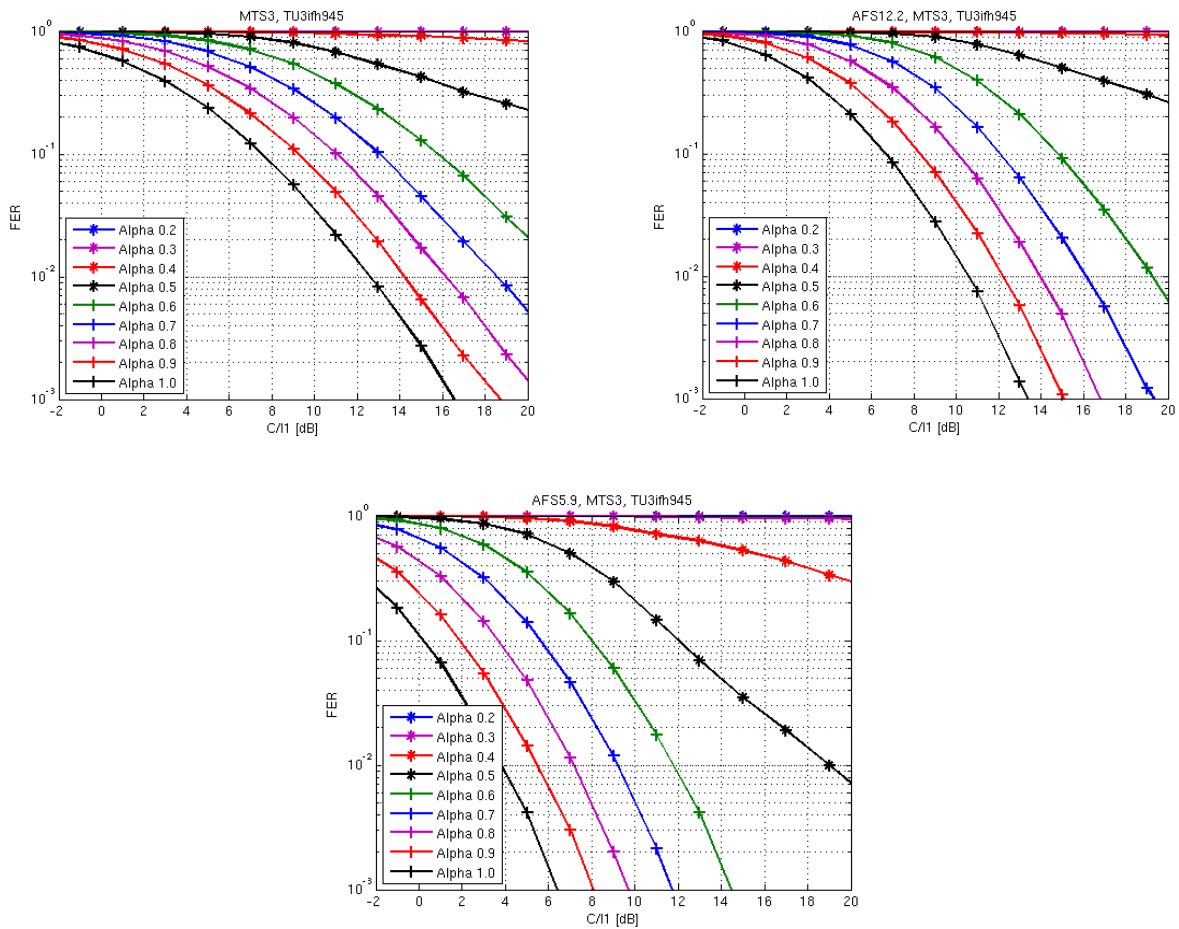 MTS3, TU3ifh945
10^0
10^-1
10^-2
10^-3
FER
Alpha 0.2
Alpha 0.3
Alpha 0.4
Alpha 0.5
Alpha 0.6
Alpha 0.7
Alpha 0.8
Alpha 0.9
Alpha 1.0
-2 0 2 4 6 8 10 12 14 16 18 20
C/I1 [dB]
AFS12.2, MTS3, TU3ifh945
10^0
10^-1
10^-2
10^-3
FER
Alpha 0.2
Alpha 0.3
Alpha 0.4
Alpha 0.5
Alpha 0.6
Alpha 0.7
Alpha 0.8
Alpha 0.9
Alpha 1.0
-2 0 2 4 6 8 10 12 14 16 18 20
C/I1 [dB]
AFS5.9, MTS3, TU3ifh945
10^0
10^-1
10^-2
10^-3
FER
Alpha 0.2
Alpha 0.3
Alpha 0.4
Alpha 0.5
Alpha 0.6
Alpha 0.7
Alpha 0.8
Alpha 0.9
Alpha 1.0
-2 0 2 4 6 8 10 12 14 16 18 20
C/I1 [dB]